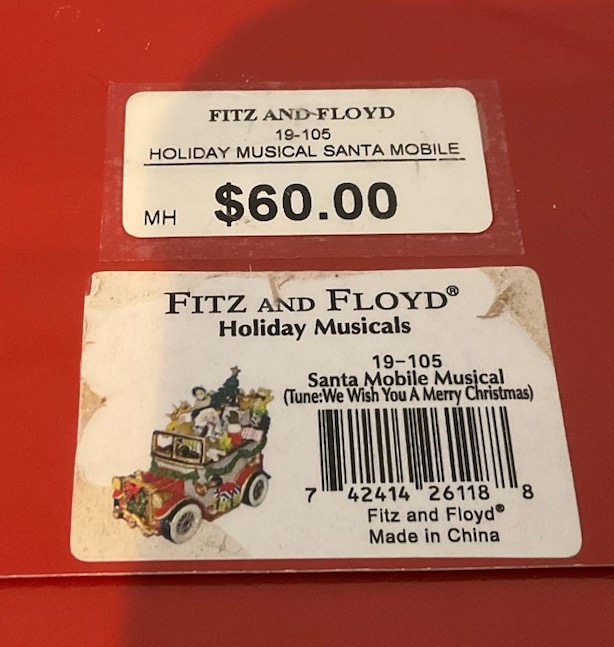 FITZ AND FLOYD
19-105
HOLIDAY MUSICAL SANTA MOBILE
MH $60.00
FITZ AND FLOYD®
Holiday Musicals
19-105
Santa Mobile Musical
(Tune:We Wish You A Merry Christmas)
7 42414 26118 8
Fitz and Floyd®
Made in China